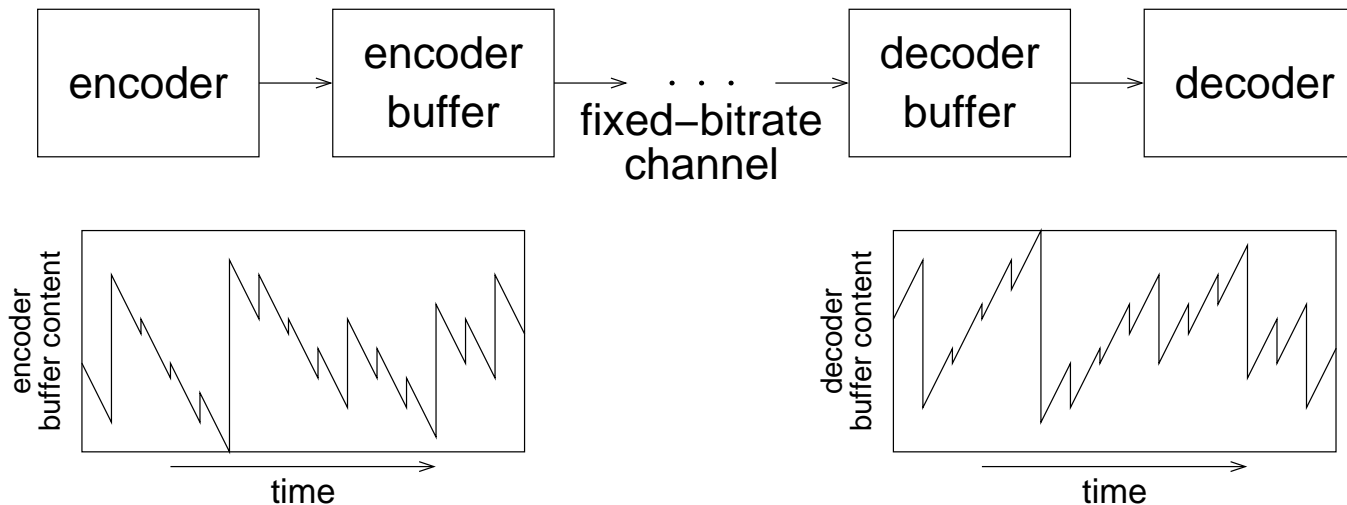 encoder
encoder
buffer
. . .
fixed–bitrate
channel
decoder
buffer
decoder
encoder
buffer content
time
decoder
buffer content
time